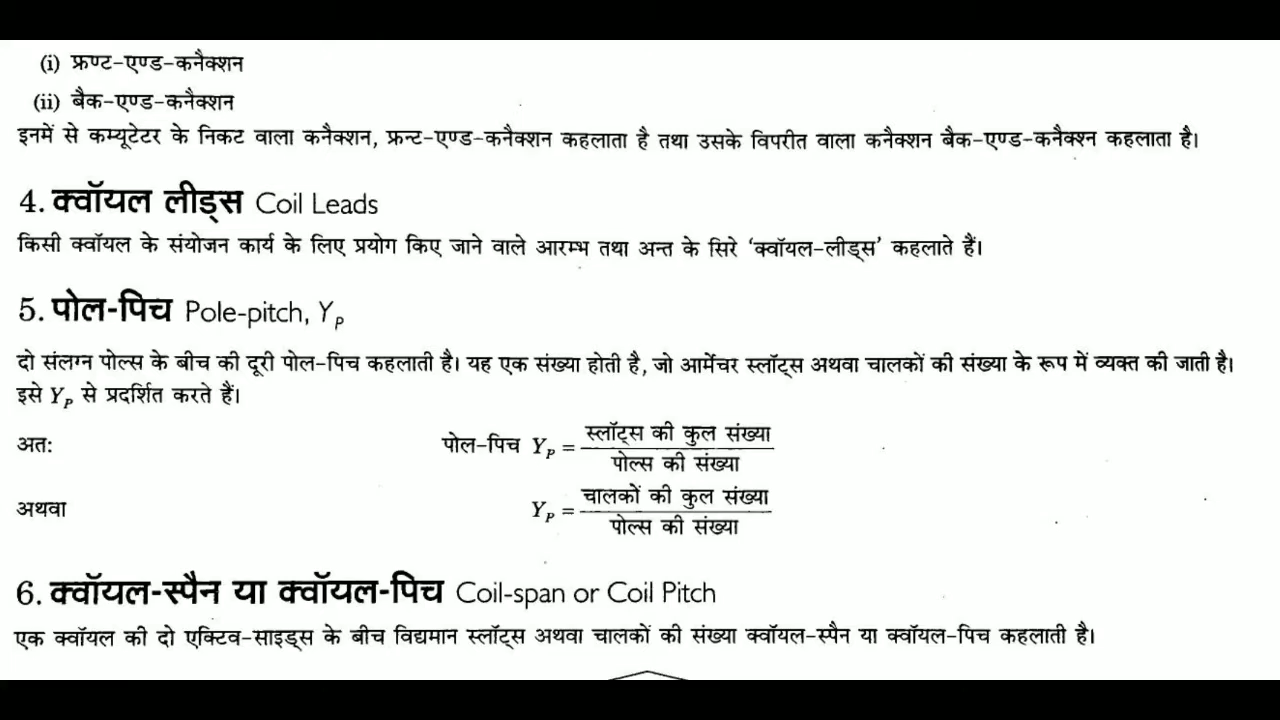 (i) फ्रण्ट-एण्ड-कनैक्शन
(ii) बैक-एण्ड-कनैक्शन
इनमें से कम्यूटेटर के निकट वाला कनैक्शन, फ्रन्ट-एण्ड-कनैक्शन कहलाता है तथा उसके विपरीत वाला कनैक्शन बैक-एण्ड-कनैक्श्न कहलाता है।
4. क्वॉयल लीड्स Coil Leads
किसी क्वॉयल के संयोजन कार्य के लिए प्रयोग किए जाने वाले आरम्भ तथा अन्त के सिरे ‘क्वॉयल-लीड्स’ कहलाते हैं।
5. पोल-पिच Pole-pitch, Y_P
दो संलग्न पोल्स के बीच की दूरी पोल-पिच कहलाती है। यह एक संख्या होती है, जो आर्मेचर स्लॉट्स अथवा चालकों की संख्या के रूप में व्यक्त की जाती है।
इसे Y_P से प्रदर्शित करते हैं।
अत: पोल-पिच Y_P = स्लॉट्स की कुल संख्या
पोल्स की संख्या
अथवा Y_P = चालकों की कुल संख्या
पोल्स की संख्या
6. क्वॉयल-स्पैन या क्वॉयल-पिच Coil-span or Coil Pitch
एक क्वॉयल की दो एक्टिव-साइड्स के बीच विद्यमान स्लॉट्स अथवा चालकों की संख्या क्वॉयल-स्पैन या क्वॉयल-पिच कहलाती है।